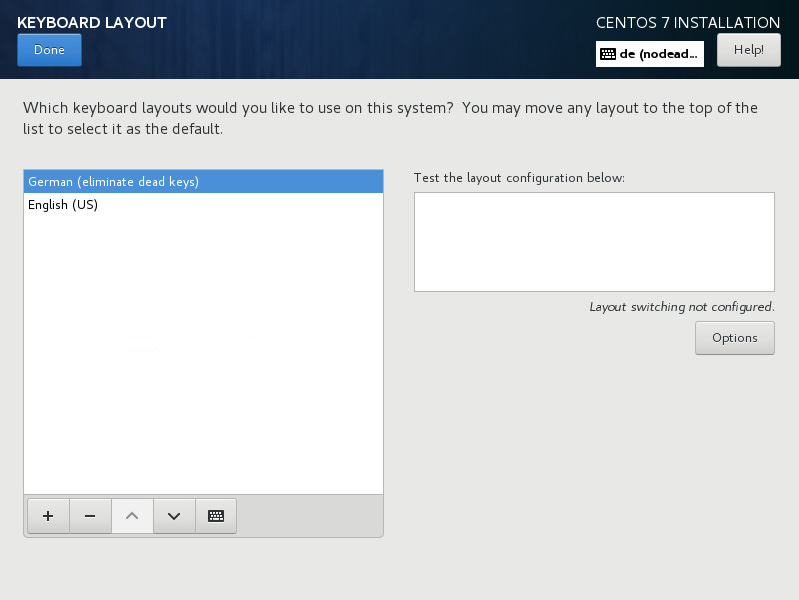 KEYBOARD LAYOUT
CENTOS 7 INSTALLATION
Done
de (nodead...
Help!
Which keyboard layouts would you like to use on this system?  You may move any layout to the top of the
list to select it as the default.
German (eliminate dead keys)
English (US)
Test the layout configuration below:
Layout switching not configured.
Options